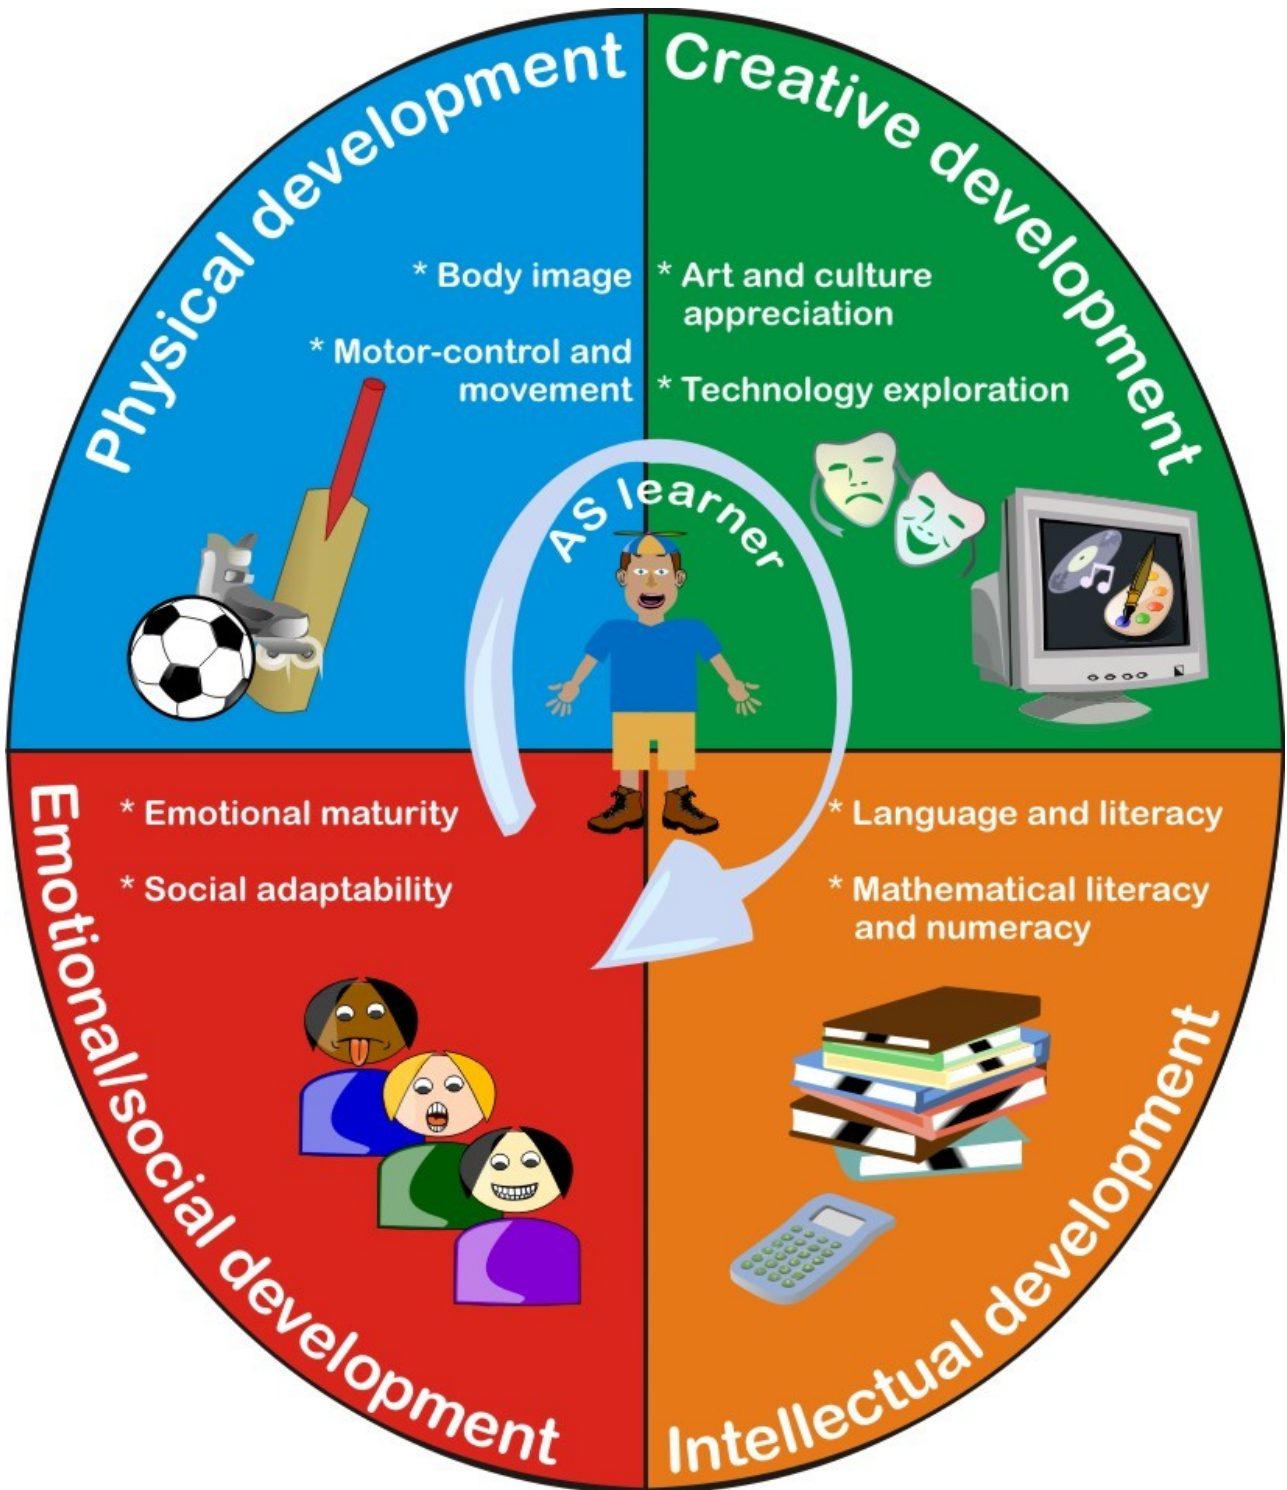 Physical development
* Body image
* Motor-control and
movement
Creative development
* Art and culture
appreciation
* Technology exploration
AS learner
Emotional/social development
* Emotional maturity
* Social adaptability
* Language and literacy
* Mathematical literacy
and numeracy
Intellectual development